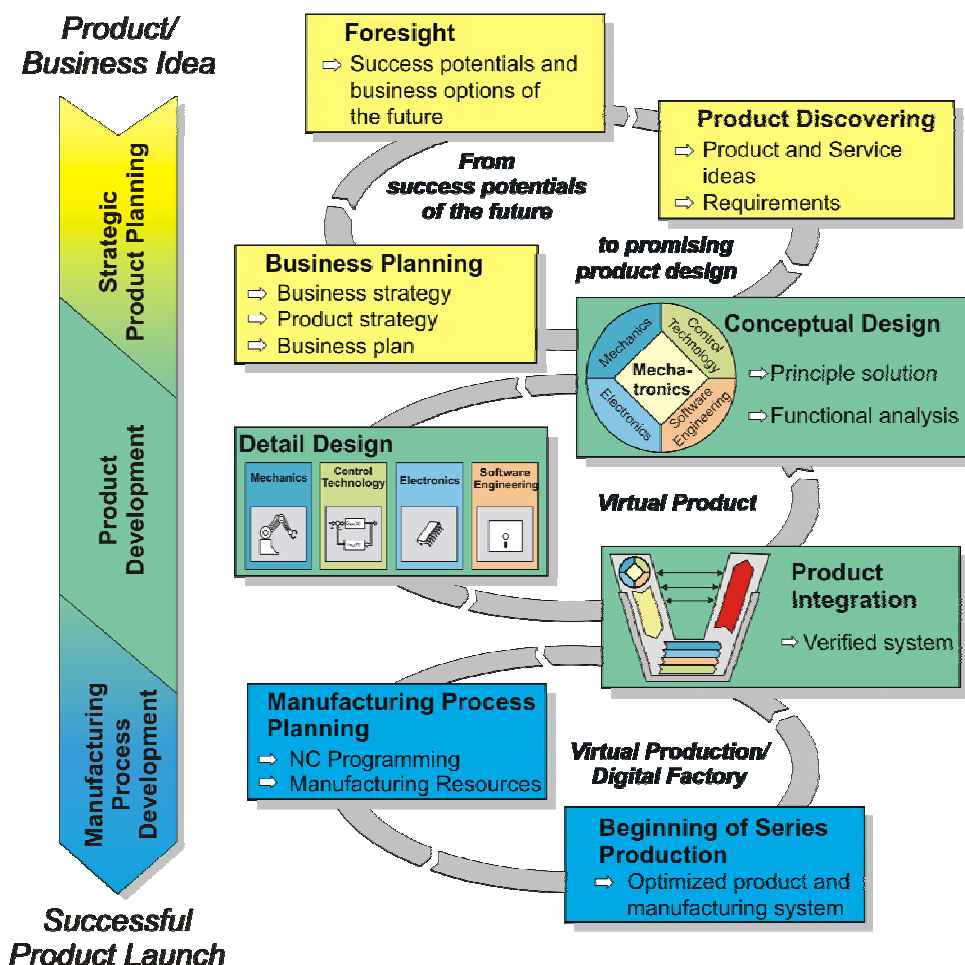 Product/
Business Idea
Strategic
Product Planning
Product
Development
Manufacturing
Process
Development
Successful
Product Launch
Foresight
⇨ Success potentials and
business options of
the future
Product Discovering
⇨ Product and Service
ideas
⇨ Requirements
From
success potentials
of the future
to promising
product design
Business Planning
⇨ Business strategy
⇨ Product strategy
⇨ Business plan
Conceptual Design
⇨ Principle solution
⇨ Functional analysis
Mechanics
Control
Technology
Mecha-
tronics
Electronics
Software
Engineering
Detail Design
Mechanics
Control
Technology
Electronics
Software
Engineering
Virtual Product
Product
Integration
⇨ Verified system
Manufacturing Process
Planning
⇨ NC Programming
⇨ Manufacturing Resources
Virtual Production/
Digital Factory
Beginning of Series
Production
⇨ Optimized product and
manufacturing system